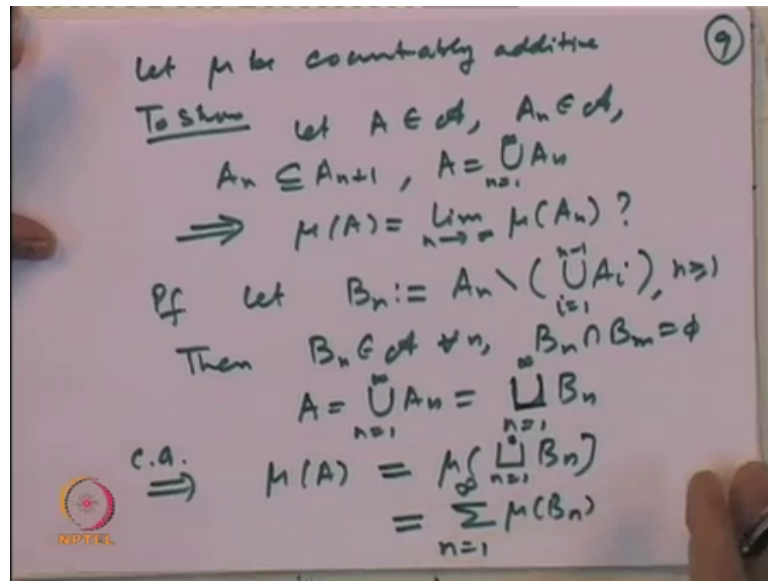 9
Let μ be countably additive
To show Let A ∈ 𝒜, Aₙ ∈ 𝒜,
Aₙ ⊆ Aₙ₊₁, A = ⋃_{n=1}^{∞} Aₙ
⟹ μ(A) = Lim_{n→∞} μ(Aₙ) ?
Pf Let Bₙ := Aₙ \ (⋃_{i=1}^{n-1} Aᵢ), n≥1
Then Bₙ ∈ 𝒜 ∀ n, Bₙ ∩ Bₘ = ϕ
A = ⋃_{n=1}^{∞} Aₙ = ⨆_{n=1}^{∞} Bₙ
c.a. ⟹ μ(A) = μ(⨆_{n=1}^{∞} Bₙ)
= ∑_{n=1}^{∞} μ(Bₙ)
NPTEL